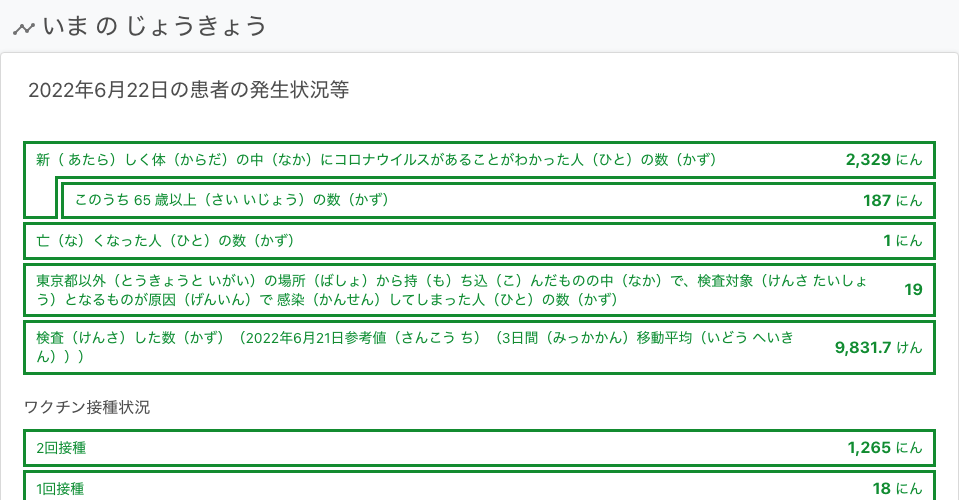 いま の じょうきょう
2022年6月22日の患者の発生状況等
新（ あたら）しく体（からだ）の中（なか）にコロナウイルスがあることがわかった人（ひと）の数（かず） 2,329 にん
このうち 65 歳以上（さい いじょう）の数（かず） 187 にん
亡（な）くなった人（ひと）の数（かず） 1 にん
東京都以外（とうきょうと いがい）の場所（ばしょ）から持（も）ち込（こ）んだものの中（なか）で、検査対象（けんさ たいしょ
う）となるものが原因（げんいん）で 感染（かんせん）してしまった人（ひと）の数（かず） 19
検査（けんさ）した数（かず）（2022年6月21日参考値（さんこう ち）（3日間（みっかかん）移動平均（いどう へいき
ん））） 9,831.7 けん
ワクチン接種状況
2回接種 1,265 にん
1回接種 18 にん